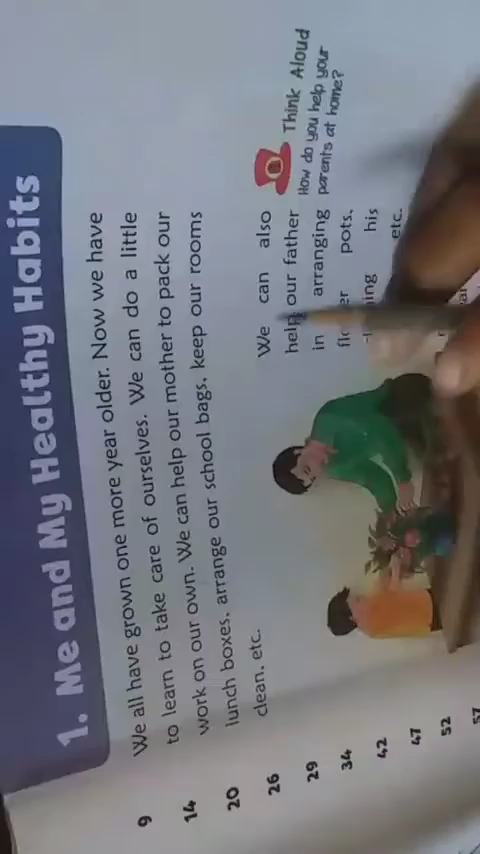 1. Me and My Healthy Habits
We all have grown one more year older. Now we have
to learn to take care of ourselves. We can do a little
work on our own. We can help our mother to pack our
lunch boxes, arrange our school bags, keep our rooms
clean, etc.
We can also
help our father
in arranging
pots,
his
etc.
Think Aloud
How do you help your
parents at home?
9
14
20
26
29
34
42
47
52
57